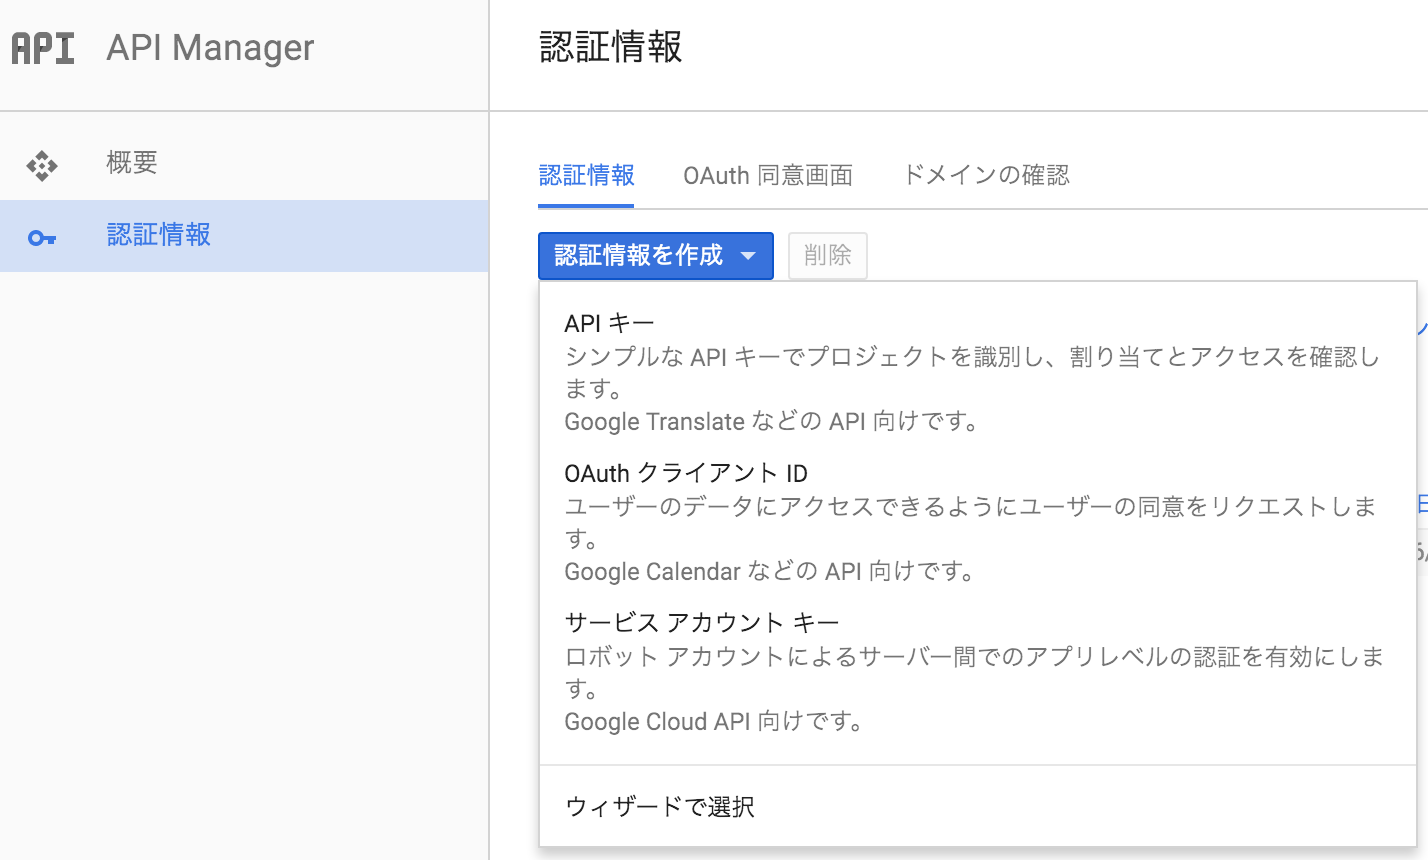 API API Manager
認証情報
概要
認証情報
認証情報 OAuth 同意画面 ドメインの確認
認証情報を作成 削除
API キー
シンプルな API キーでプロジェクトを識別し、割り当てとアクセスを確認し
ます。
Google Translate などの API 向けです。
OAuth クライアント ID
ユーザーのデータにアクセスできるようにユーザーの同意をリクエストしま
す。
Google Calendar などの API 向けです。
サービス アカウント キー
ロボット アカウントによるサーバー間でのアプリレベルの認証を有効にしま
す。
Google Cloud API 向けです。
ウィザードで選択